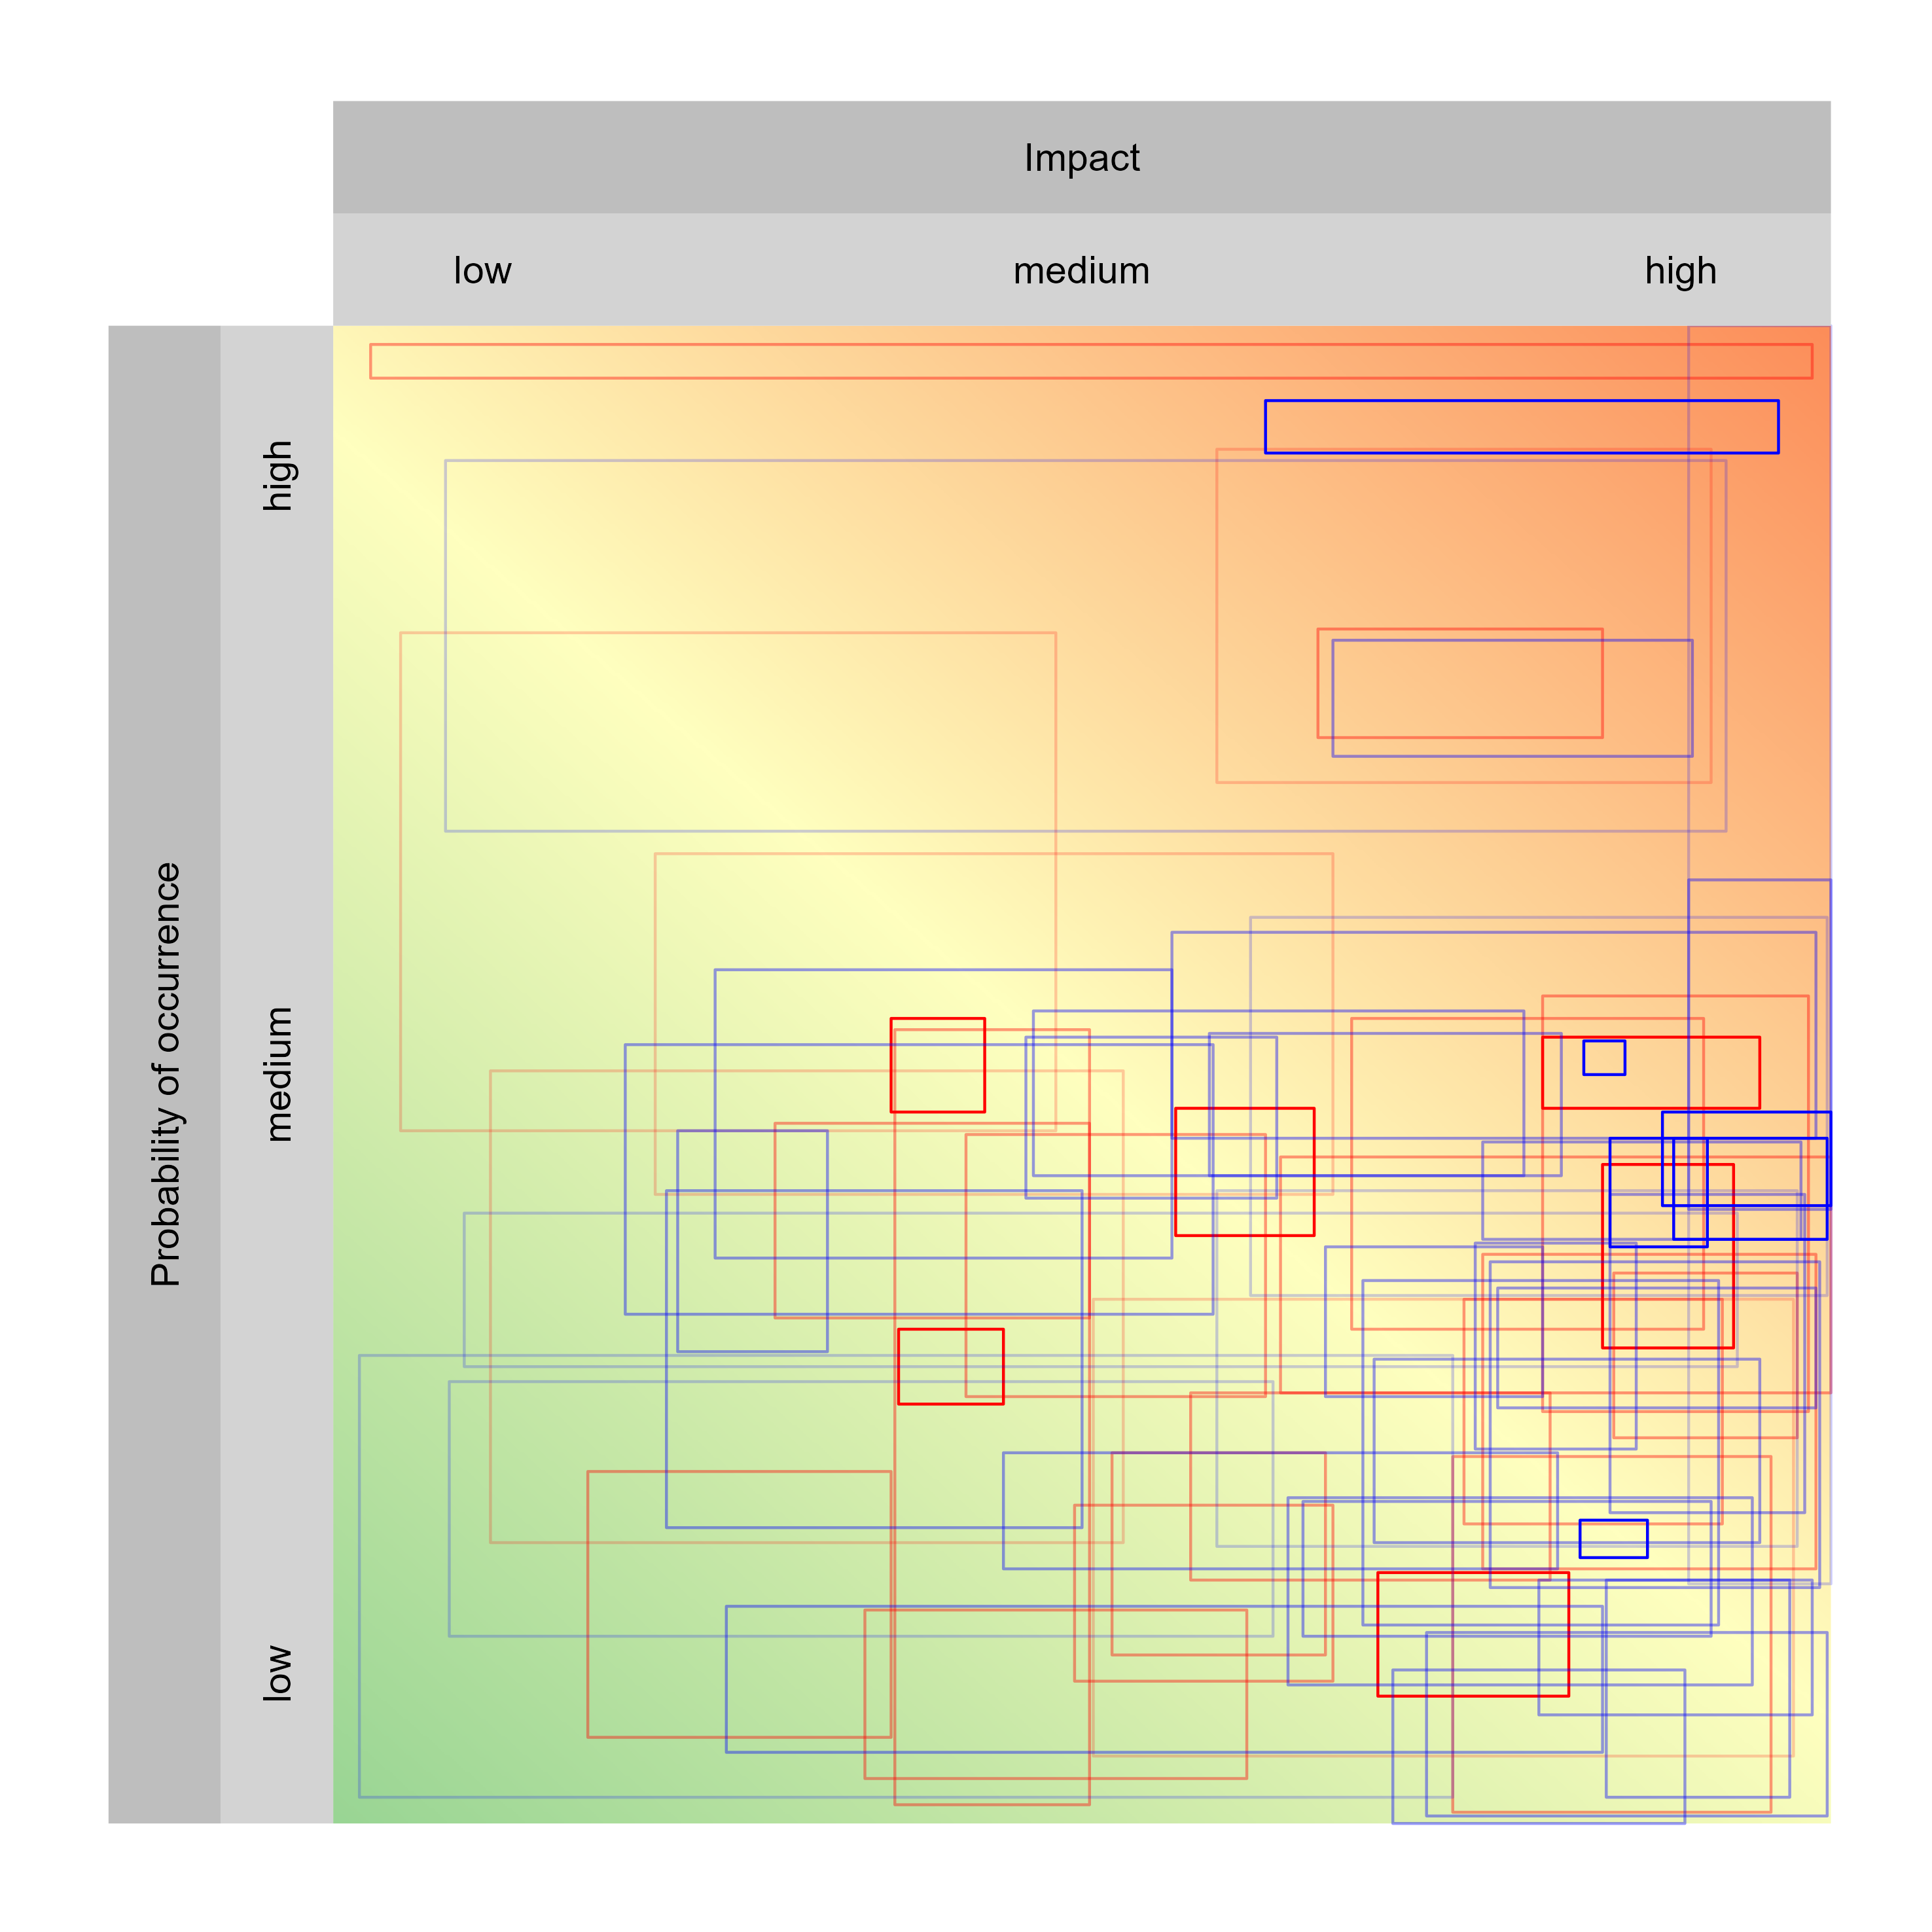 Impact
low
medium
high
Probability of occurrence
high
medium
low